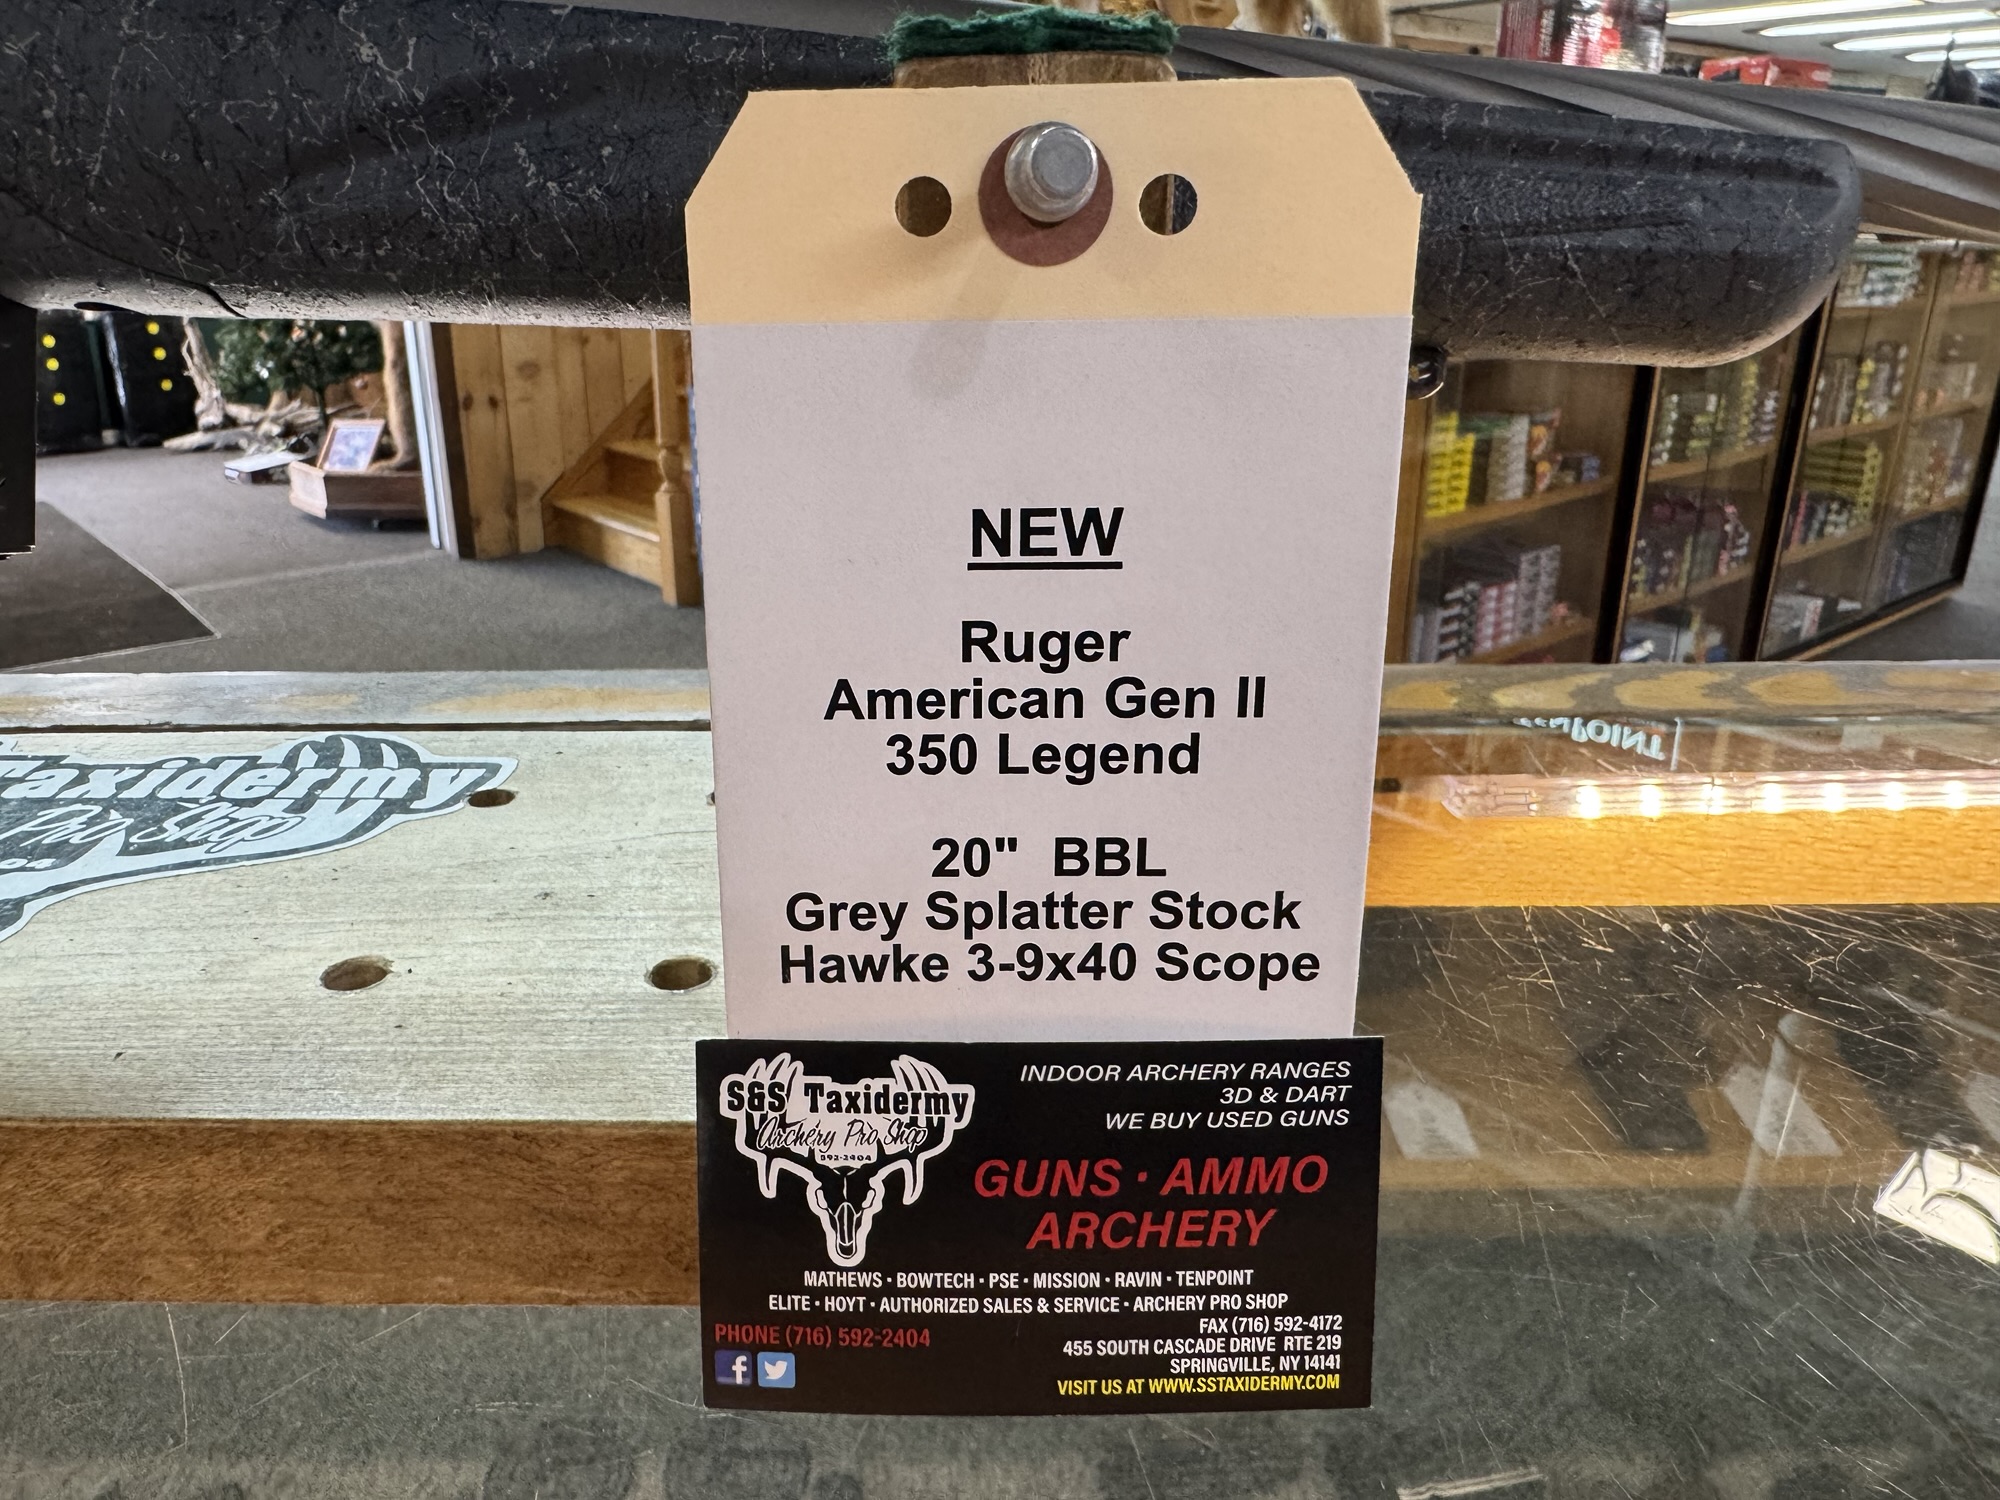 NEW
Ruger
American Gen II
350 Legend
20" BBL
Grey Splatter Stock
Hawke 3-9x40 Scope
S&S Taxidermy
Archery Pro Shop
592-2404
INDOOR ARCHERY RANGES
3D & DART
WE BUY USED GUNS
GUNS · AMMO
ARCHERY
MATHEWS · BOWTECH · PSE · MISSION · RAVIN · TENPOINT
ELITE · HOYT · AUTHORIZED SALES & SERVICE · ARCHERY PRO SHOP
PHONE (716) 592-2404
FAX (716) 592-4172
455 SOUTH CASCADE DRIVE RTE 219
SPRINGVILLE, NY 14141
VISIT US AT WWW.SSTAXIDERMY.COM
Taxidermy
Pro Shop
04
TENPOINT